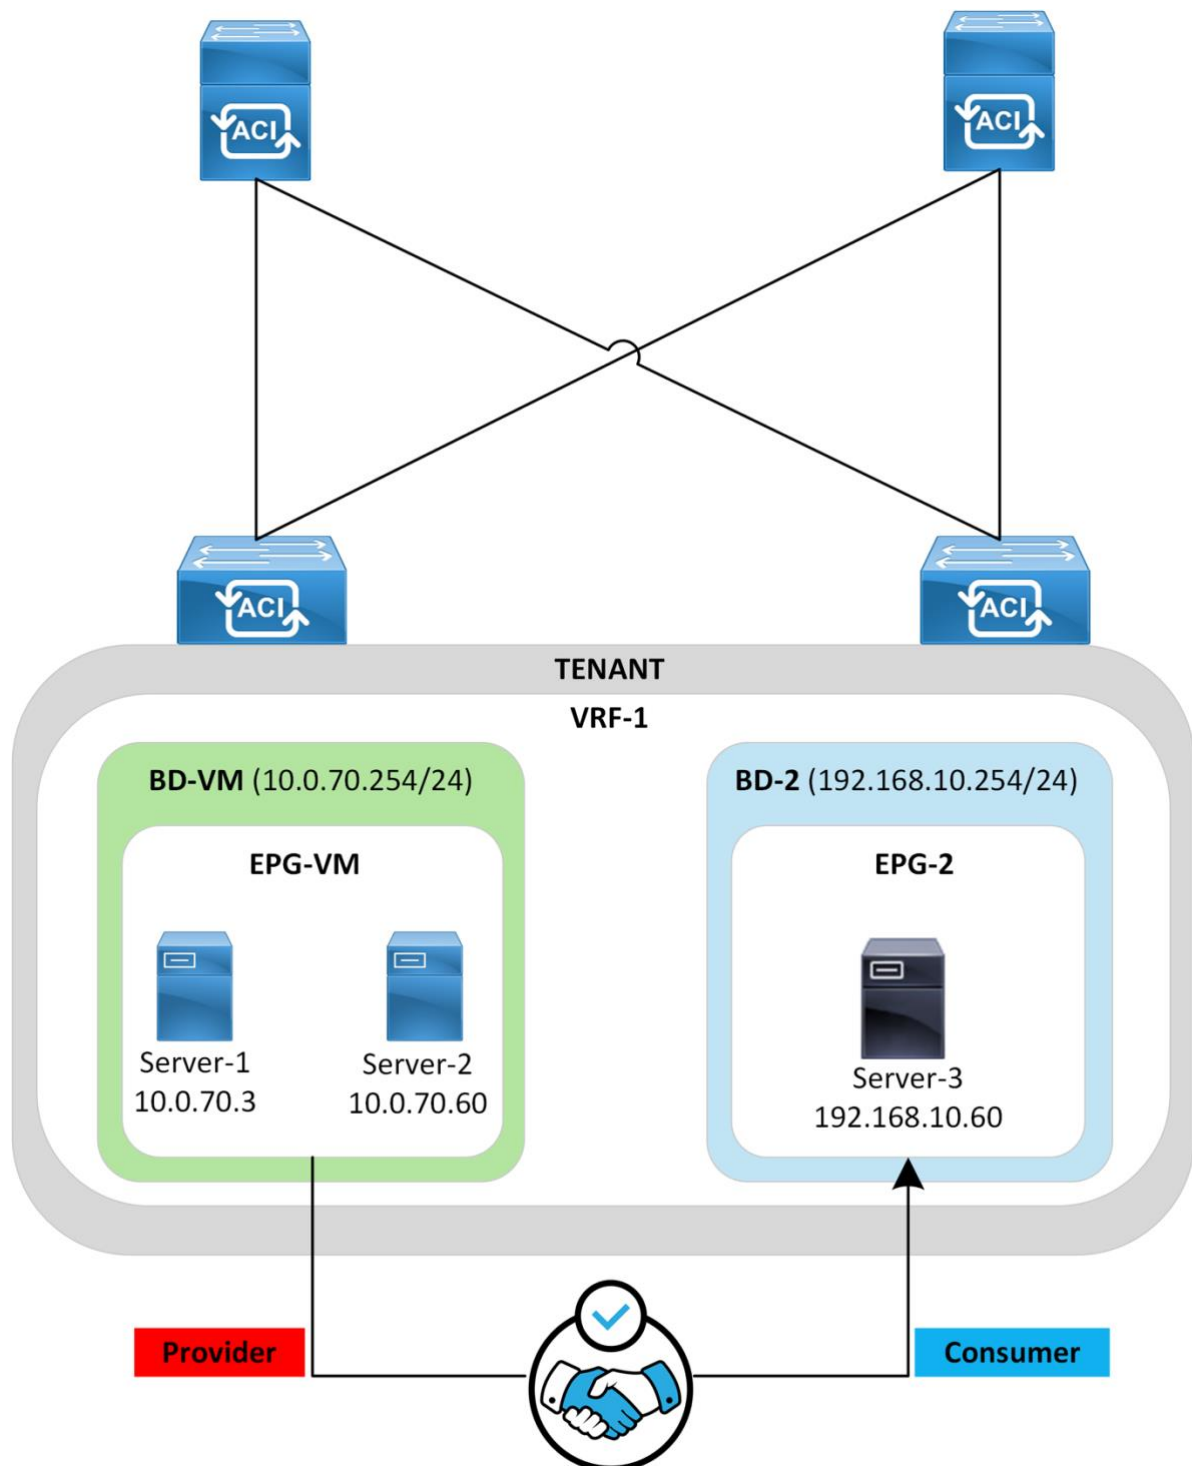 ACI
ACI
ACI
ACI
TENANT
VRF-1
BD-VM (10.0.70.254/24)
BD-2 (192.168.10.254/24)
EPG-VM
EPG-2
Server-1
10.0.70.3
Server-2
10.0.70.60
Server-3
192.168.10.60
Provider
Consumer